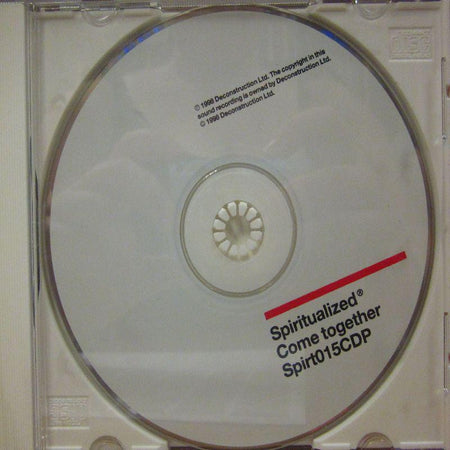 ℗ 1998 Deconstruction Ltd. The copyright in this
sound recording is owned by Deconstruction Ltd.
© 1998 Deconstruction Ltd.
Spiritualized®
Come together
Spirt015CDP